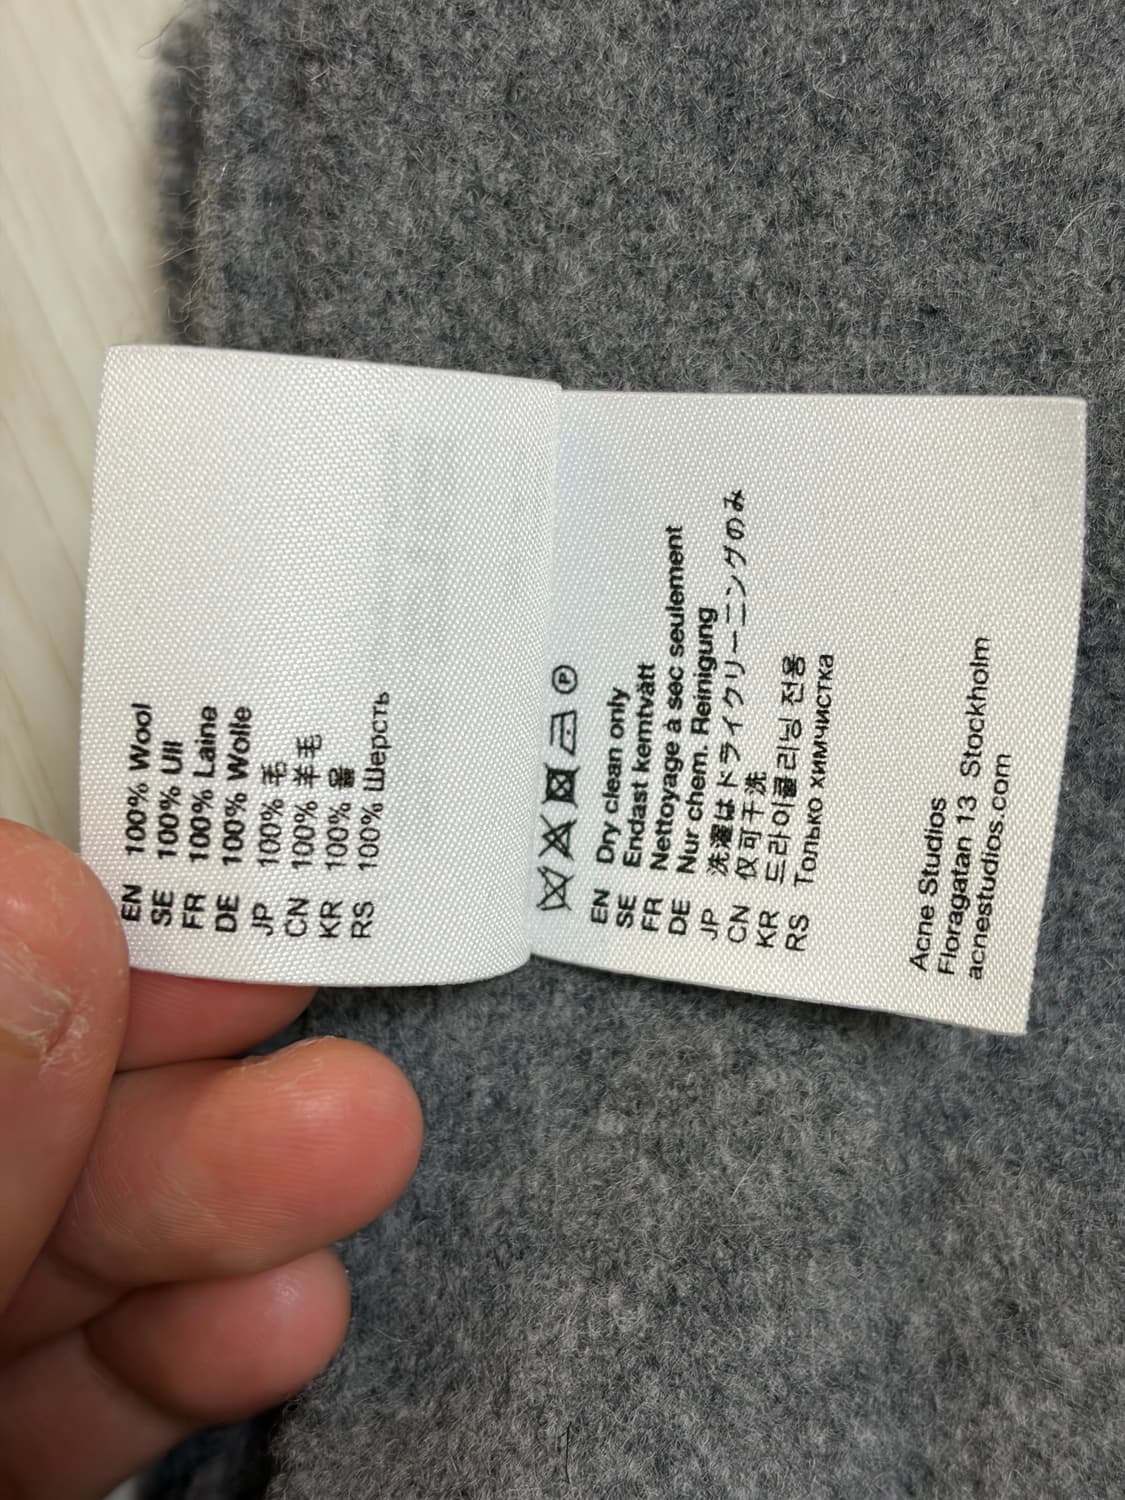 EN 100% Wool
SE 100% Ull
FR 100% Laine
DE 100% Wolle
JP 100% 毛
CN 100% 羊毛
KR 100% 울
RS 100% Шерсть
P
EN Dry clean only
SE Endast kemtvätt
FR Nettoyage à sec seulement
DE Nur chem. Reinigung
JP 洗濯はドライクリーニングのみ
CN 仅可干洗
KR 드라이클리닝 전용
RS Только химчистка
Acne Studios
Floragatan 13 Stockholm
acnestudios.com